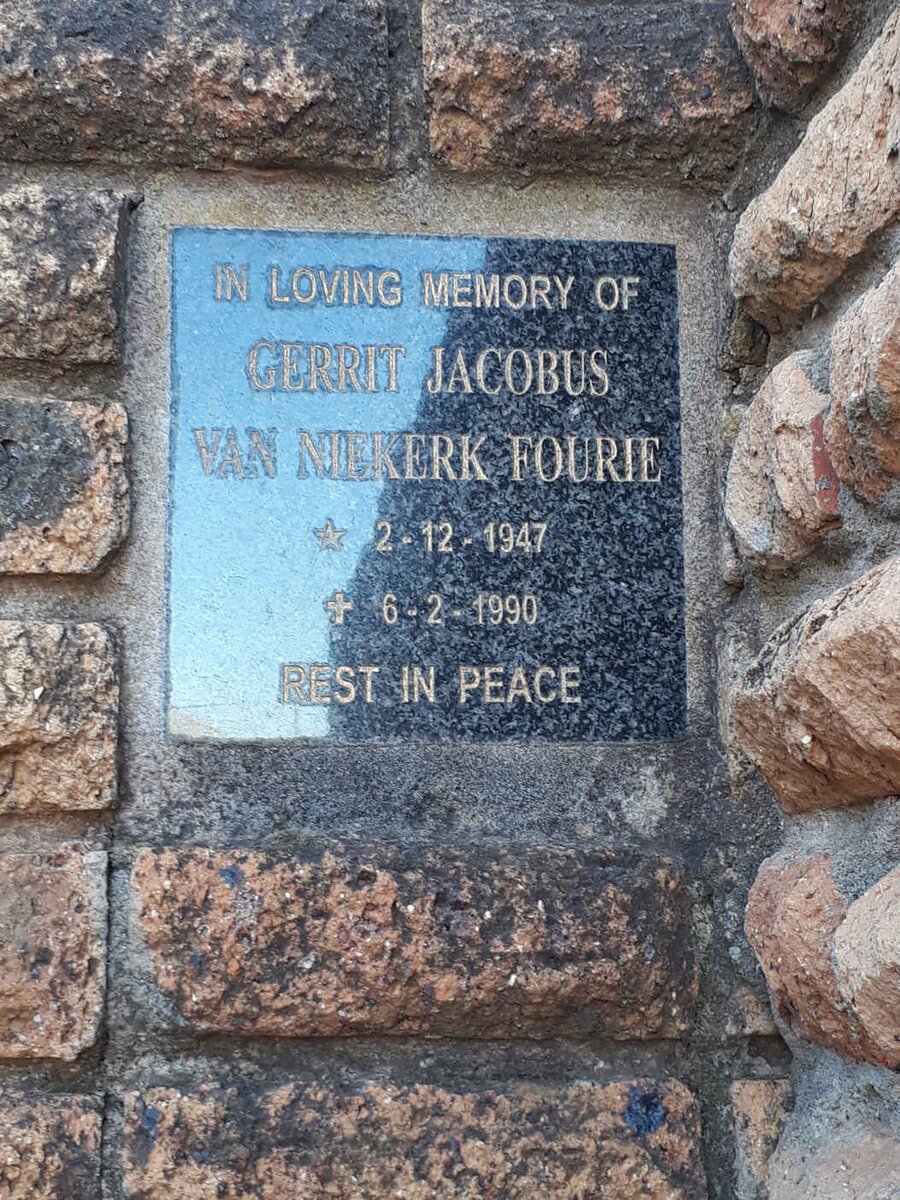 IN LOVING MEMORY OF
GERRIT JACOBUS
VAN NIEKERK FOURIE
☆ 2-12-1947
✝ 6-2-1990
REST IN PEACE